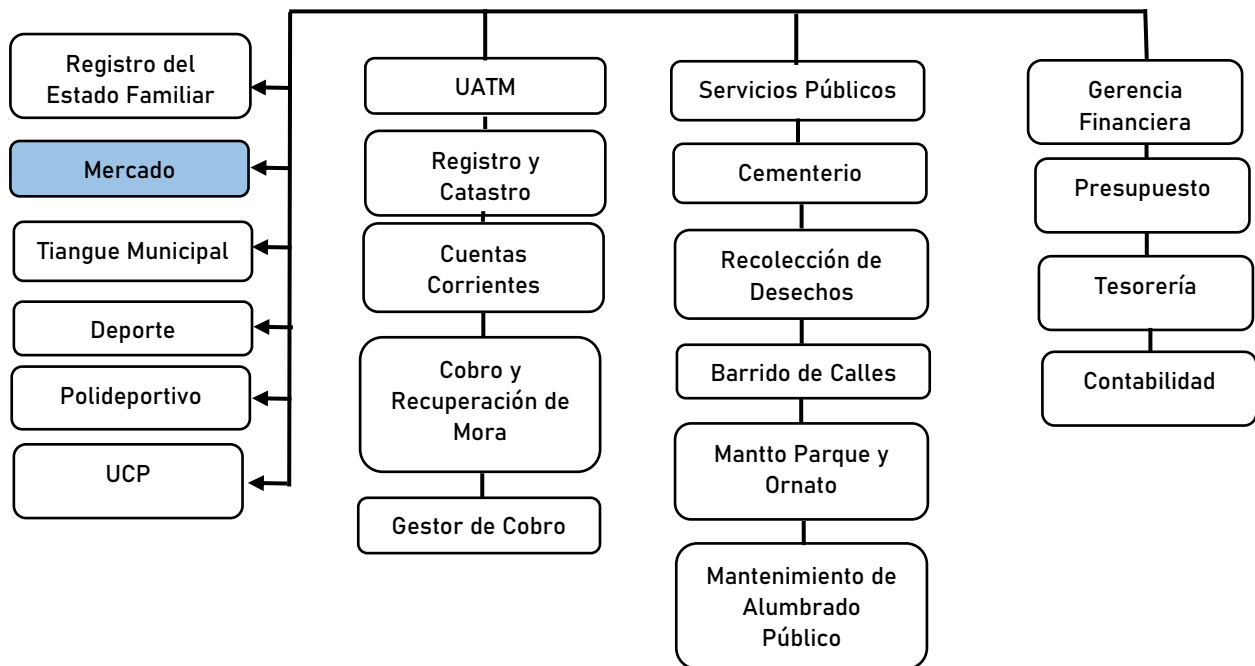 Registro del
Estado Familiar
Mercado
Tiangue Municipal
Deporte
Polideportivo
UCP
UATM
Registro y
Catastro
Cuentas
Corrientes
Cobro y
Recuperación de
Mora
Gestor de Cobro
Servicios Públicos
Cementerio
Recolección de
Desechos
Barrido de Calles
Mantto Parque y
Ornato
Mantenimiento de
Alumbrado
Público
Gerencia
Financiera
Presupuesto
Tesorería
Contabilidad